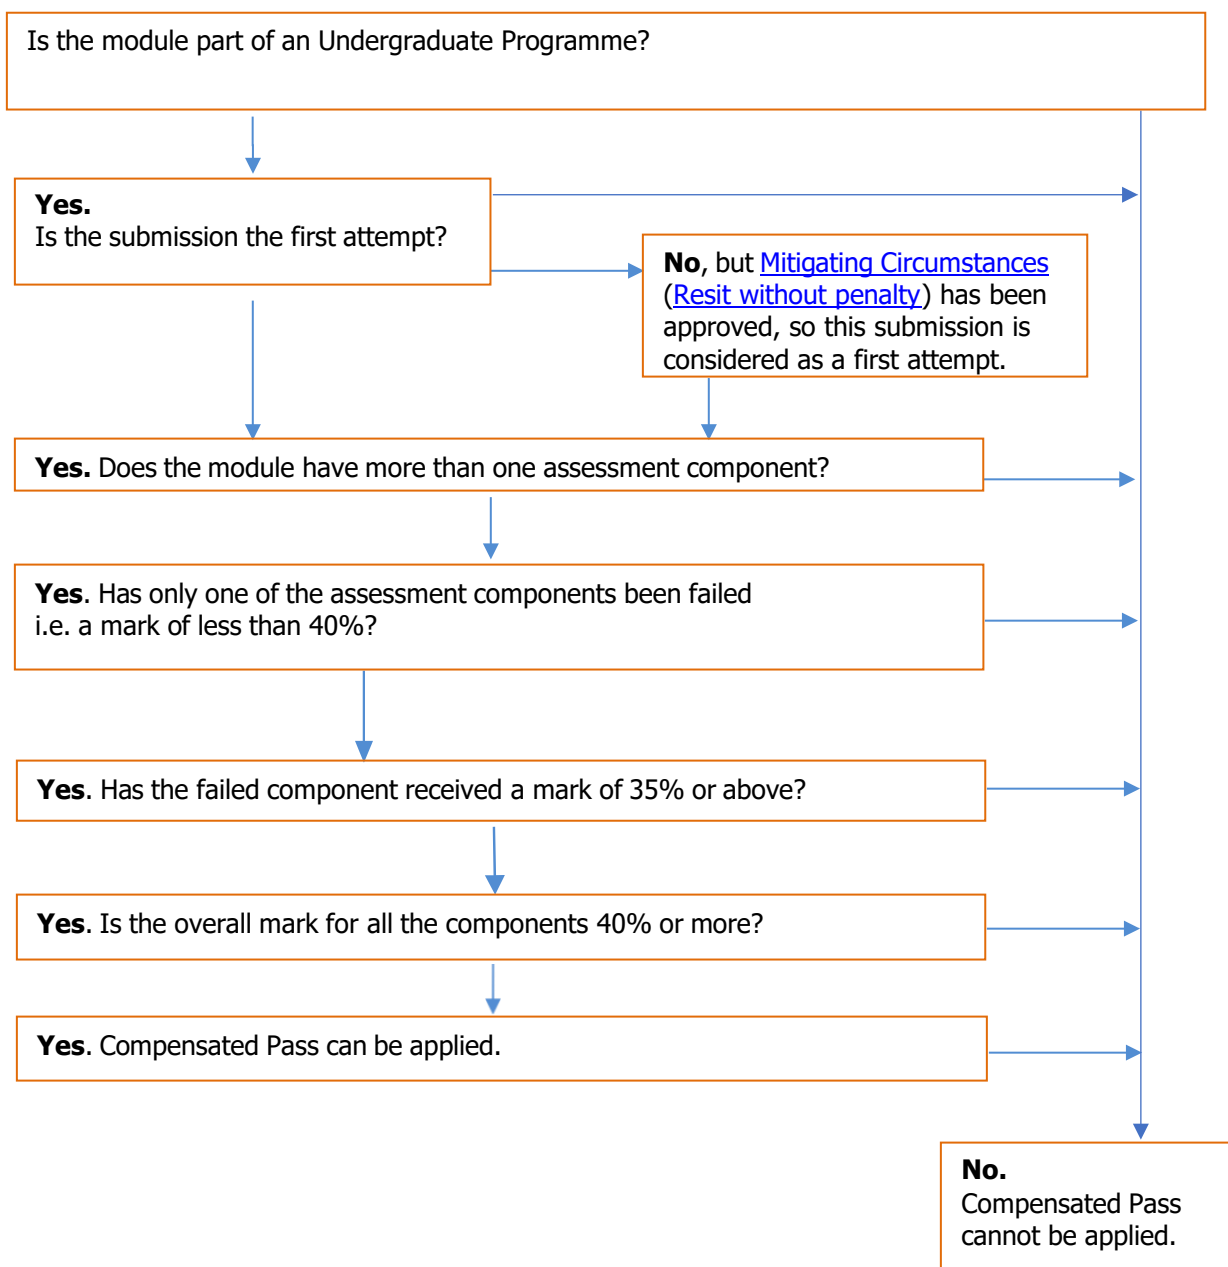 Is the module part of an Undergraduate Programme?
Yes.
Is the submission the first attempt?
No, but Mitigating Circumstances
(Resit without penalty) has been
approved, so this submission is
considered as a first attempt.
Yes. Does the module have more than one assessment component?
Yes. Has only one of the assessment components been failed
i.e. a mark of less than 40%?
Yes. Has the failed component received a mark of 35% or above?
Yes. Is the overall mark for all the components 40% or more?
Yes. Compensated Pass can be applied.
No.
Compensated Pass
cannot be applied.